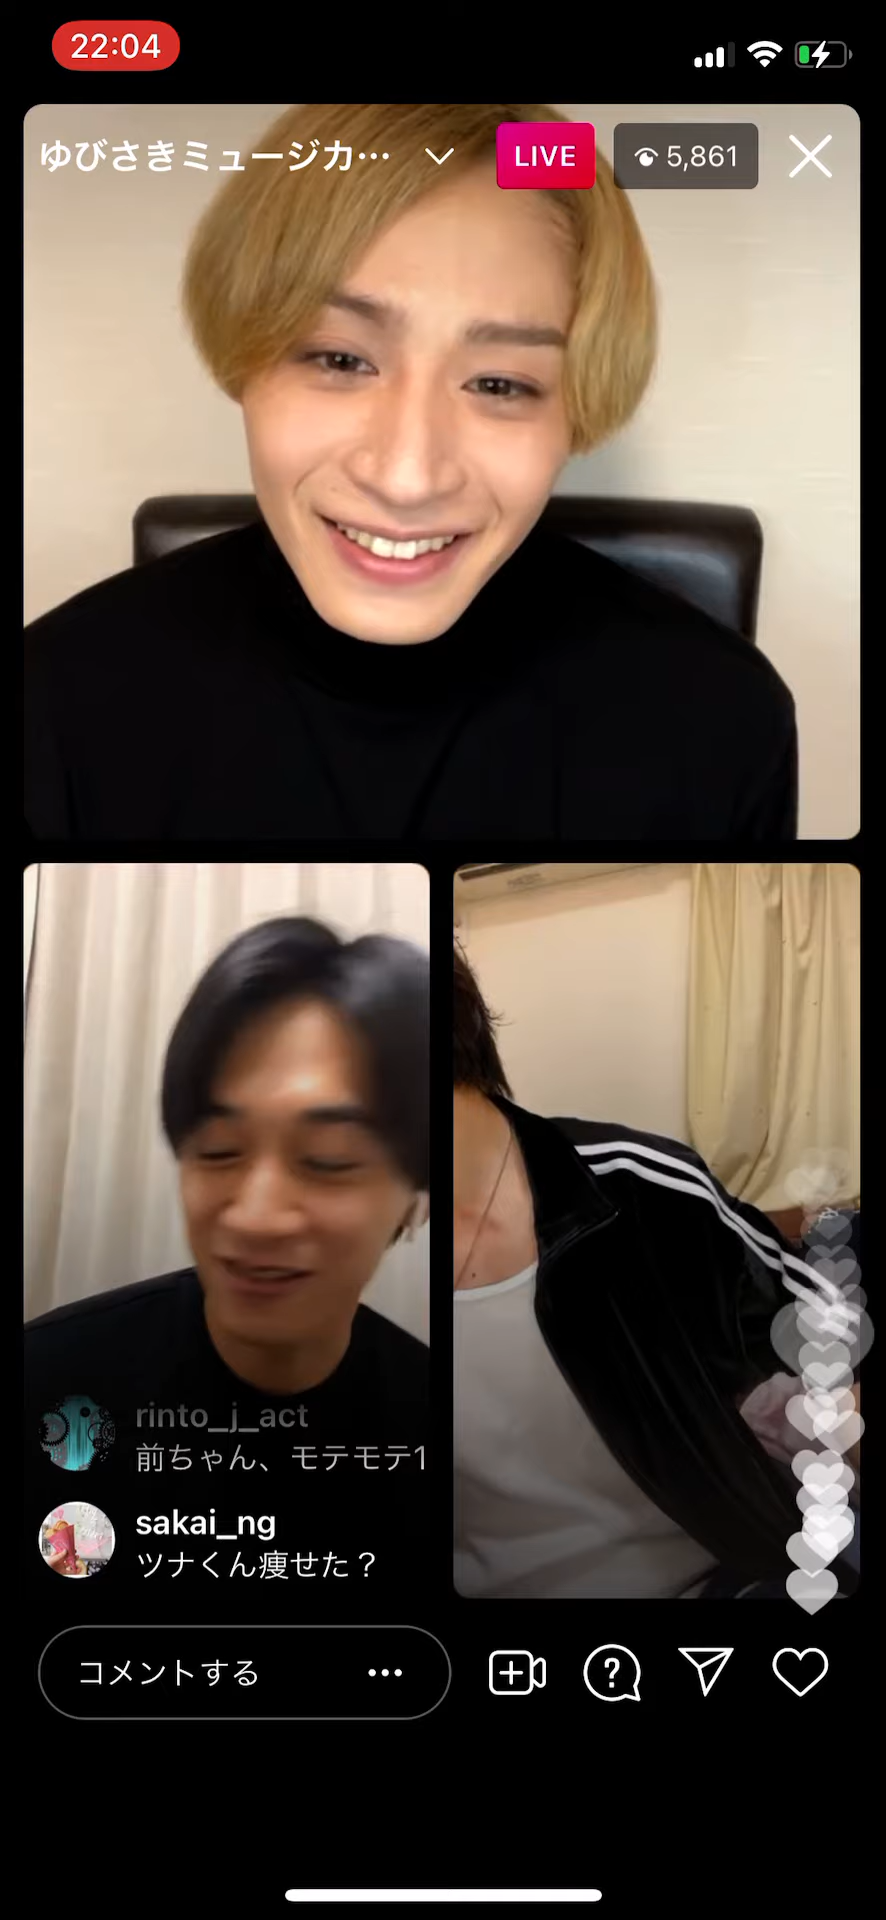 22:04
ゆびさきミュージカ…
LIVE
5,861
rinto_j_act
前ちゃん、モテモテ1
sakai_ng
ツナくん痩せた？
コメントする